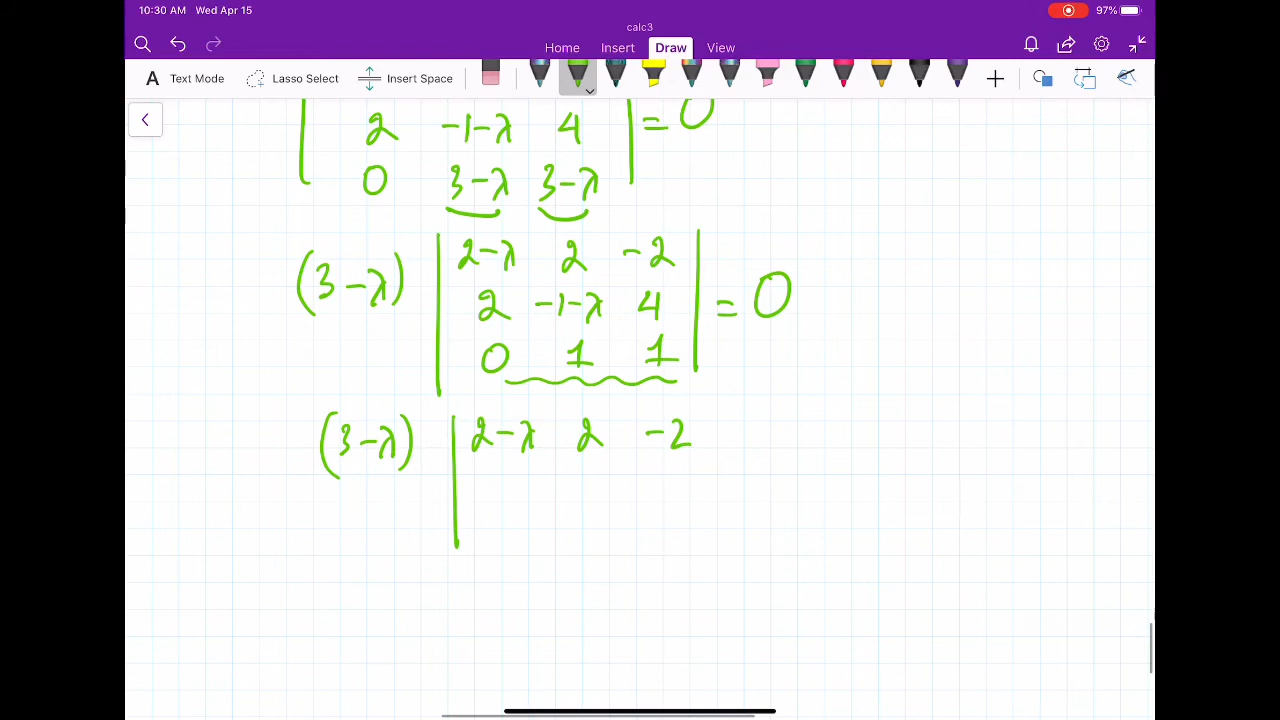 10:30 AM Wed Apr 15
97%
calc3
Home Insert Draw View
A Text Mode Lasso Select Insert Space
2 -1-λ 4 = 0
0 3-λ 3-λ
(3-λ) | 2-λ 2 -2 |
2 -1-λ 4 = 0
0 1 1
(3-λ) | 2-λ 2 -2